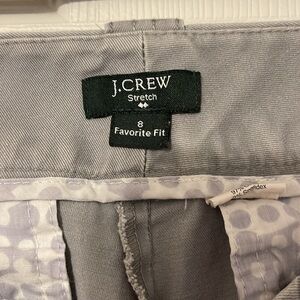 J.CREW
Stretch
8
Favorite Fit